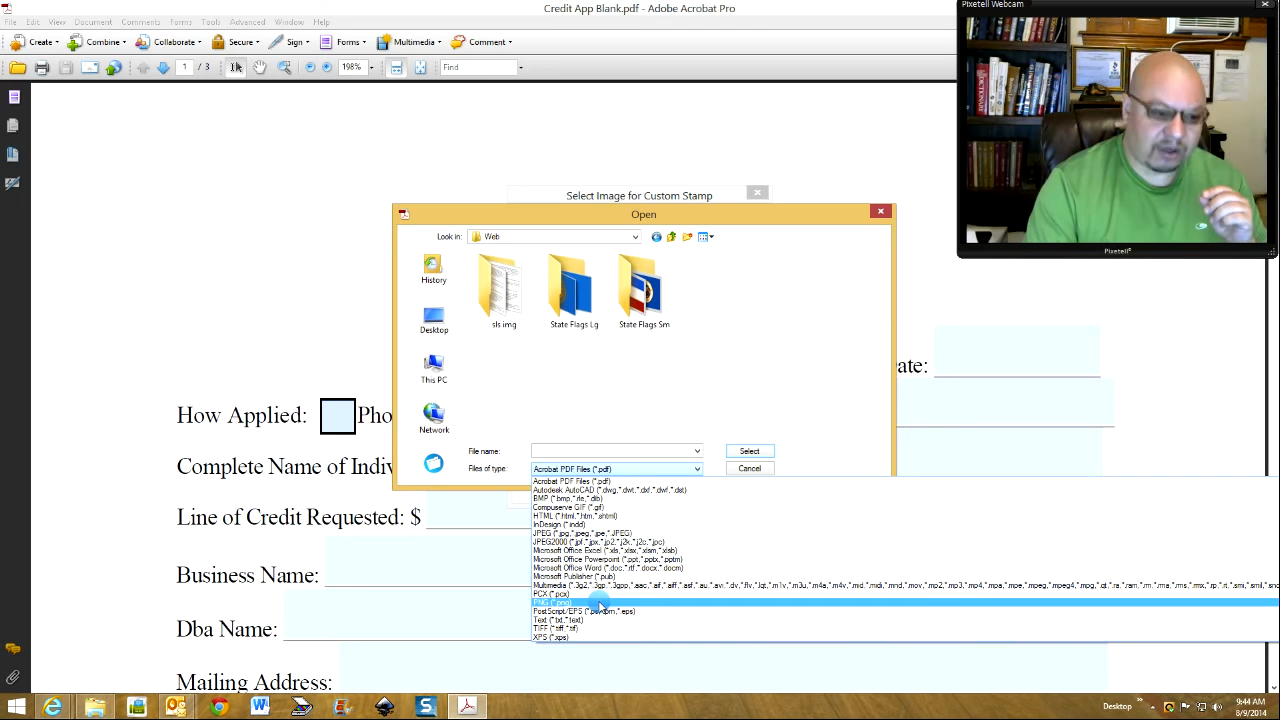 Credit App Blank.pdf - Adobe Acrobat Pro
Pixetell Webcam
File Edit View Document Comments Forms Tools Advanced Window Help
Create Combine Collaborate Secure Sign Forms Multimedia Comment
1 / 3 198% Find
DICTIONARY
Pixetell
Select Image for Custom Stamp
Open
Look in: Web
History
Desktop
This PC
Network
sls img State Flags Lg State Flags Sm
File name: Select
Files of type: Acrobat PDF Files (*.pdf) Cancel
Acrobat PDF Files (*.pdf)
Autodesk AutoCAD (*.dwg,*.dwt,*.dxf,*.dwf,*.dst)
BMP (*.bmp,*.rle,*.dib)
Compuserve GIF (*.gif)
HTML (*.html,*.htm,*.shtml)
InDesign (*.indd)
JPEG (*.jpg,*.jpeg,*.jpe,*.JPEG)
JPEG2000 (*.jpf,*.jpx,*.jp2,*.j2k,*.j2c,*.jpc)
Microsoft Office Excel (*.xls,*.xlsx,*.xlsm,*.xlsb)
Microsoft Office Powerpoint (*.ppt,*.pptx,*.pptm)
Microsoft Office Word (*.doc,*.rtf,*.docx,*.docm)
Microsoft Publisher (*.pub)
Multimedia
PCX (*.pcx)
PNG (*.png)
PostScript/EPS
Text (*.txt,*.text)
TIFF (*.tiff,*.tif)
XPS (*.xps)
ate:
How Applied: Pho
Complete Name of Indiv
Line of Credit Requested: $
Business Name:
Dba Name:
Mailing Address:
Desktop
9:44 AM
8/9/2014